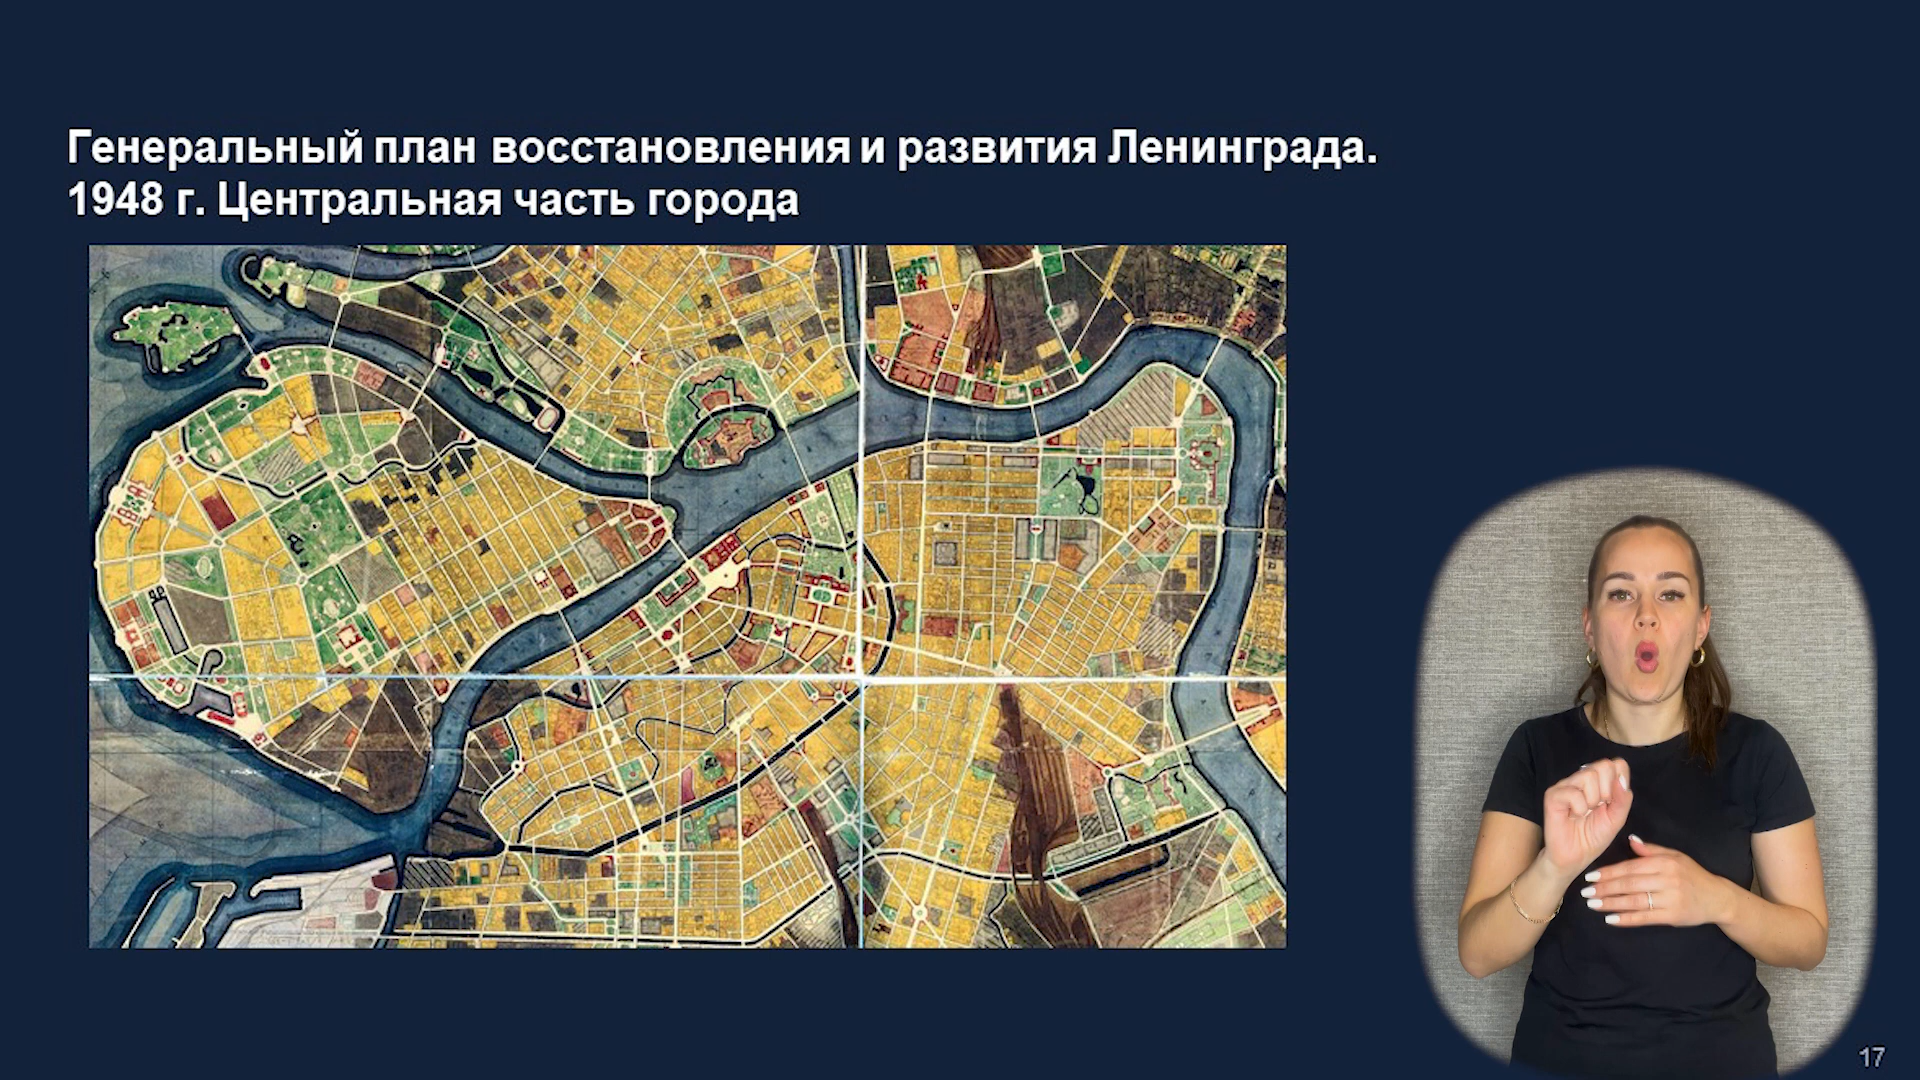 Генеральный план восстановления и развития Ленинграда.
1948 г. Центральная часть города
17